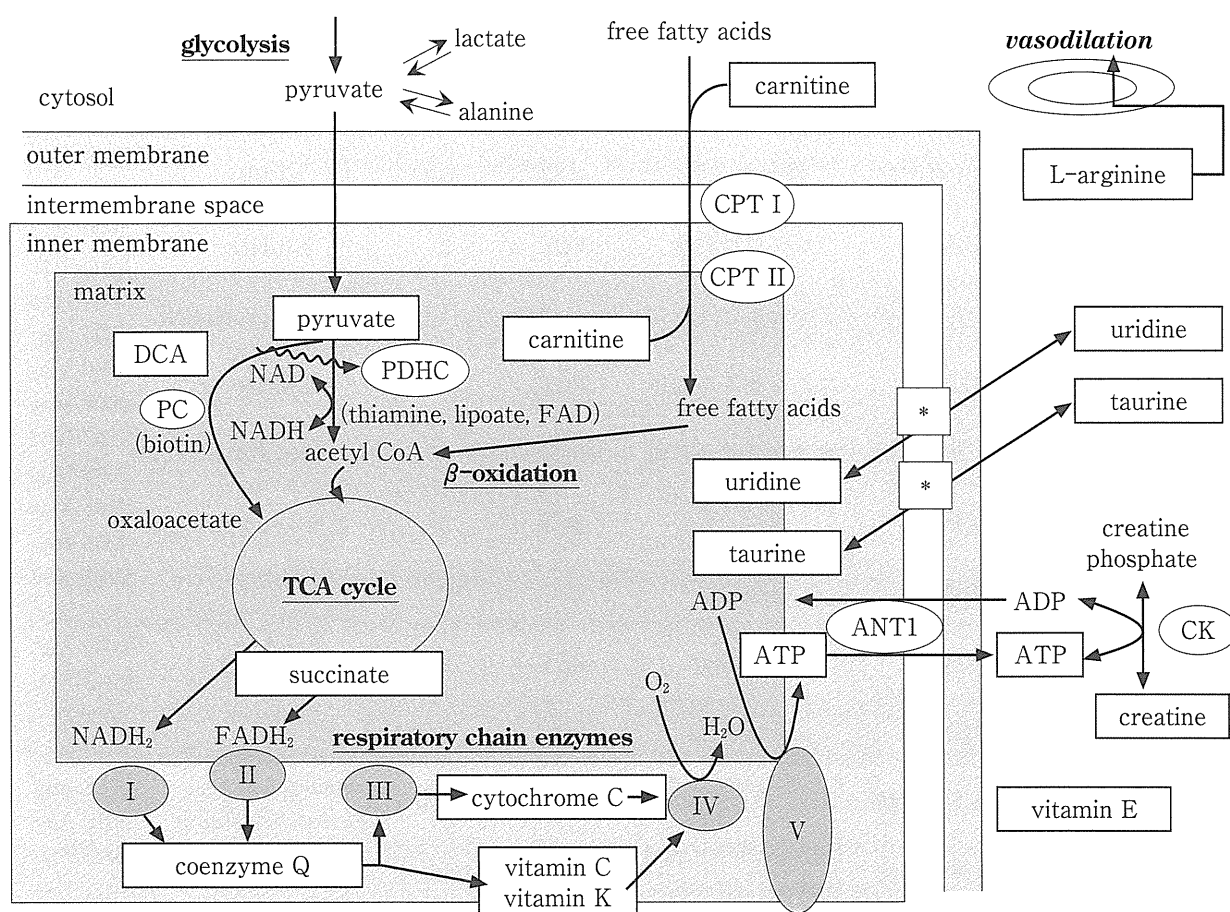 glycolysis
lactate
pyruvate
alanine
free fatty acids
carnitine
vasodilation
L-arginine
cytosol
outer membrane
intermembrane space
CPT I
inner membrane
CPT II
matrix
pyruvate
DCA
NAD
PDHC
carnitine
PC
(biotin)
NADH
(thiamine, lipoate, FAD)
acetyl CoA
free fatty acids
β-oxidation
*
uridine
*
taurine
uridine
taurine
oxaloacetate
TCA cycle
succinate
ADP
ATP
ANT1
ADP
ATP
creatine
phosphate
CK
creatine
O₂
H₂O
NADH₂
FADH₂
respiratory chain enzymes
I
II
III
cytochrome C
IV
V
vitamin E
coenzyme Q
vitamin C
vitamin K